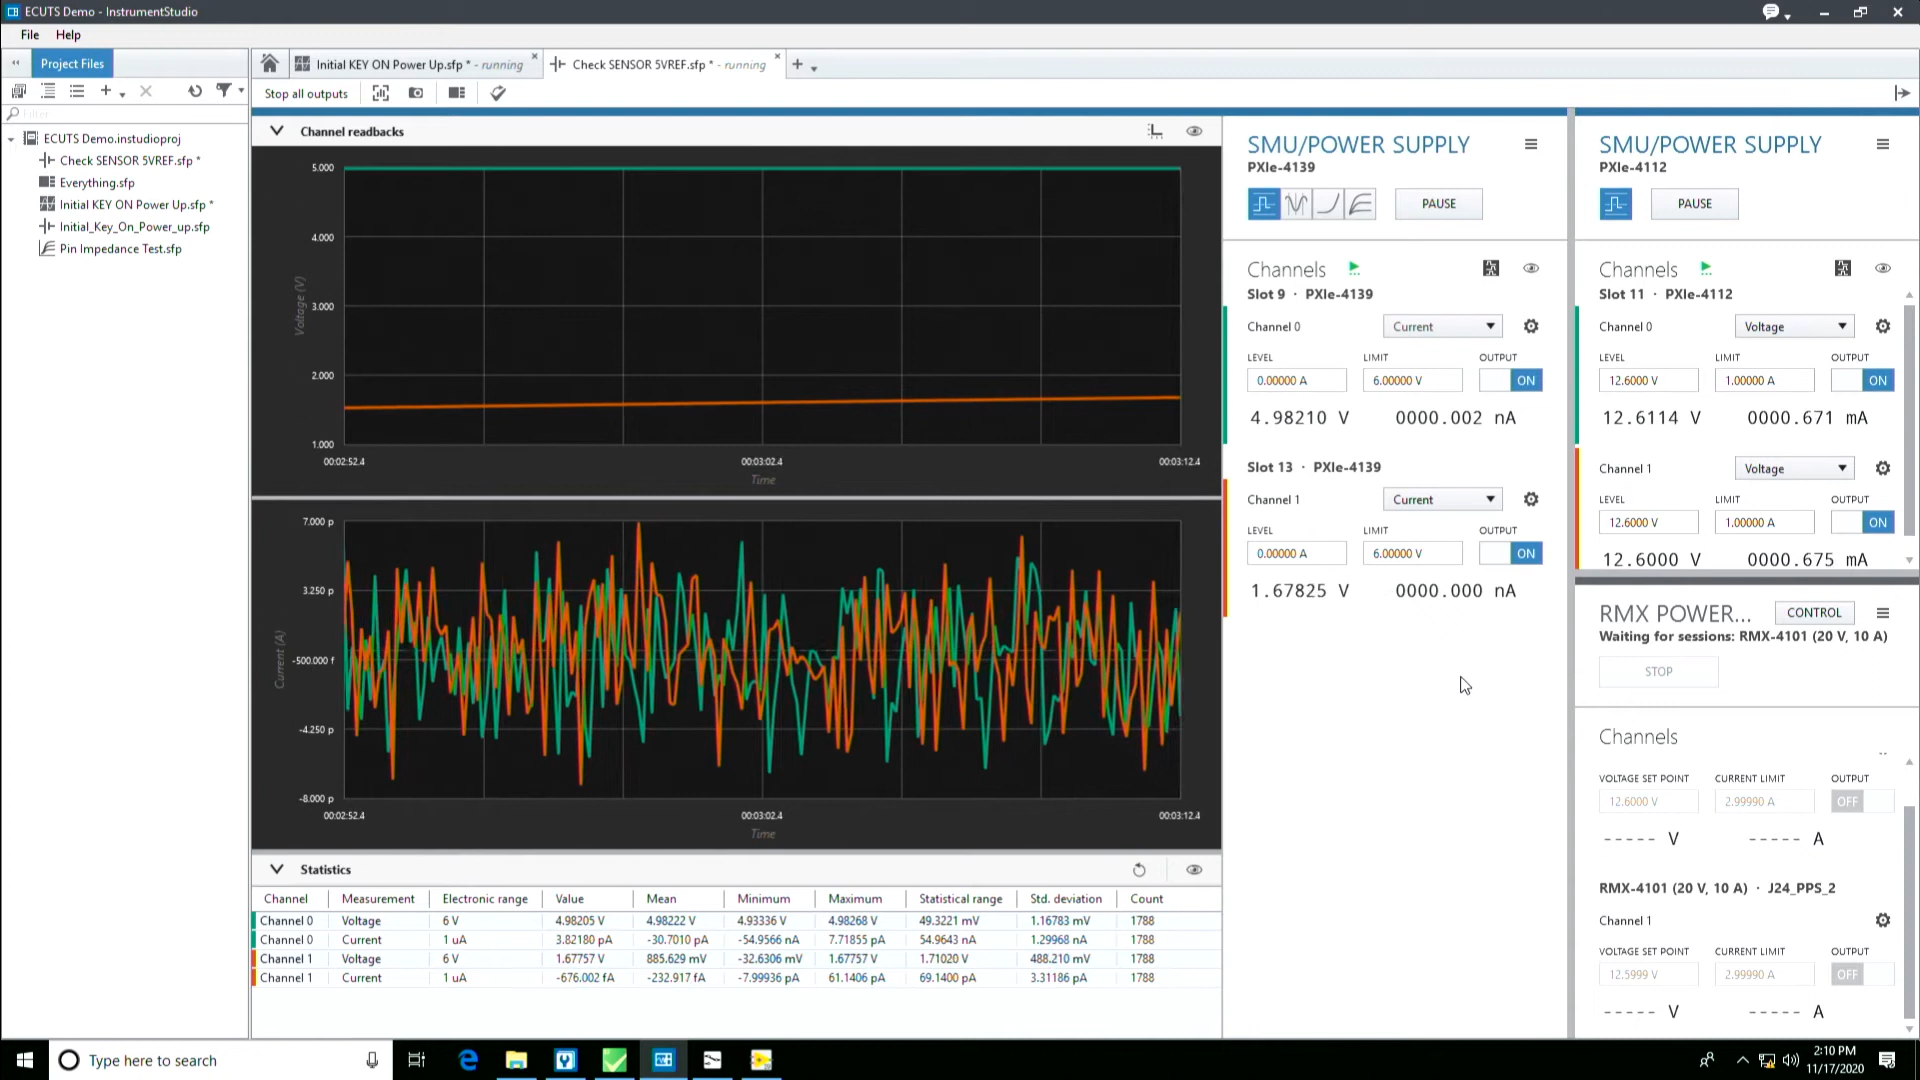 ECUTS Demo - InstrumentStudio
File Help
Project Files
Initial KEY ON Power Up.sfp * - running
Check SENSOR 5VREF.sfp * - running
Stop all outputs
Filter
ECUTS Demo.instudioproj
Check SENSOR 5VREF.sfp *
Everything.sfp
Initial KEY ON Power Up.sfp *
Initial_Key_On_Power_up.sfp
Pin Impedance Test.sfp
Channel readbacks
5.000
4.000
3.000
2.000
1.000
Voltage (V)
00:02:52.4 00:03:02.4 00:03:12.4
Time
7.000 p
3.250 p
-500.000 f
-4.250 p
-8.000 p
Current (A)
00:02:52.4 00:03:02.4 00:03:12.4
Time
Statistics
Channel Measurement Electronic range Value Mean Minimum Maximum Statistical range Std. deviation Count
Channel 0 Voltage 6 V 4.98205 V 4.98222 V 4.93336 V 4.98268 V 49.3221 mV 1.16783 mV 1788
Channel 0 Current 1 uA 3.82180 pA -30.7010 pA -54.9566 nA 7.71855 pA 54.9643 nA 1.29968 nA 1788
Channel 1 Voltage 6 V 1.67757 V 885.629 mV -32.6306 mV 1.67757 V 1.71020 V 488.210 mV 1788
Channel 1 Current 1 uA -676.002 fA -232.917 fA -7.99936 pA 61.1406 pA 69.1400 pA 3.31186 pA 1788
SMU/POWER SUPPLY
PXIe-4139
PAUSE
Channels
Slot 9 · PXIe-4139
Channel 0 Current
LEVEL LIMIT OUTPUT
0.00000 A 6.00000 V ON
4.98210 V 0000.002 nA
Slot 13 · PXIe-4139
Channel 1 Current
LEVEL LIMIT OUTPUT
0.00000 A 6.00000 V ON
1.67825 V 0000.000 nA
SMU/POWER SUPPLY
PXIe-4112
PAUSE
Channels
Slot 11 · PXIe-4112
Channel 0 Voltage
LEVEL LIMIT OUTPUT
12.6000 V 1.00000 A ON
12.6114 V 0000.671 mA
Channel 1 Voltage
LEVEL LIMIT OUTPUT
12.6000 V 1.00000 A ON
12.6000 V 0000.675 mA
RMX POWER... CONTROL
Waiting for sessions: RMX-4101 (20 V, 10 A)
STOP
Channels
VOLTAGE SET POINT CURRENT LIMIT OUTPUT
12.6000 V 2.99990 A OFF
----- V ----- A
RMX-4101 (20 V, 10 A) · J24_PPS_2
Channel 1
VOLTAGE SET POINT CURRENT LIMIT OUTPUT
12.5999 V 2.99990 A OFF
----- V ----- A
Type here to search
2:10 PM
11/17/2020